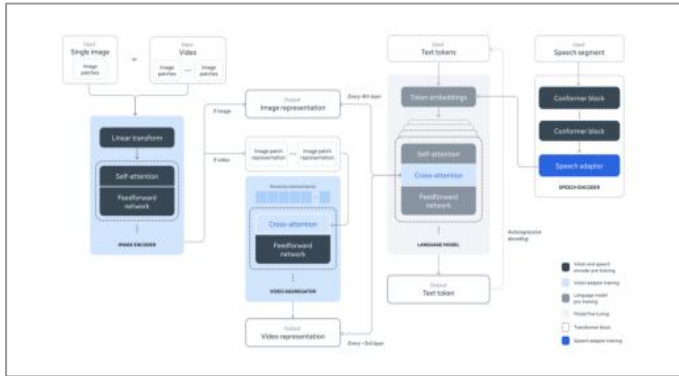 Input
Single image
Image
patches
or
Input
Video
Image
patches
...
Image
patches
Linear transform
Self-attention
Feedforward
network
IMAGE ENCODER
If image
If video
Output
Image representation
Image patch
representation
...
Image patch
representation
Cross-attention
Feedforward
network
VIDEO AGGREGATOR
Output
Video representation
Every 4th layer
Every ~3rd layer
Input
Text tokens
Token embeddings
Self-attention
Cross-attention
Feedforward
network
LANGUAGE MODEL
Output
Text token
Autoregressive
decoding
Input
Speech segment
Conformer block
Conformer block
Speech adapter
SPEECH ENCODER
Vision and speech
encoder pre-training
Vision adapter training
Language model
pre-training
Model fine-tuning
Transformer block
Speech adapter training